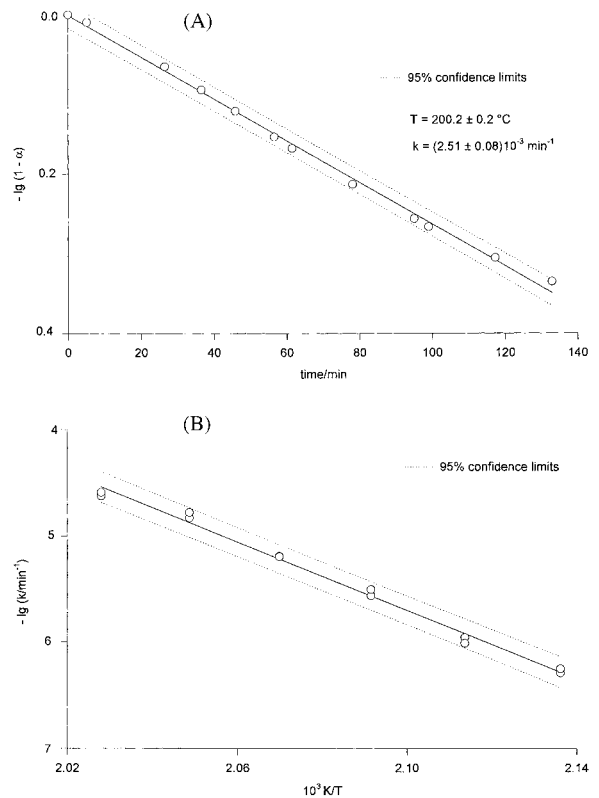 (A)
0.0
0.2
0.4
- lg (1 - α)
95% confidence limits
T = 200.2 ± 0.2 °C
k = (2.51 ± 0.08)10⁻³ min⁻¹
0 20 40 60 80 100 120 140
time/min
(B)
4
5
6
7
- lg (k/min⁻¹)
95% confidence limits
2.02 2.06 2.10 2.14
10³ K/T